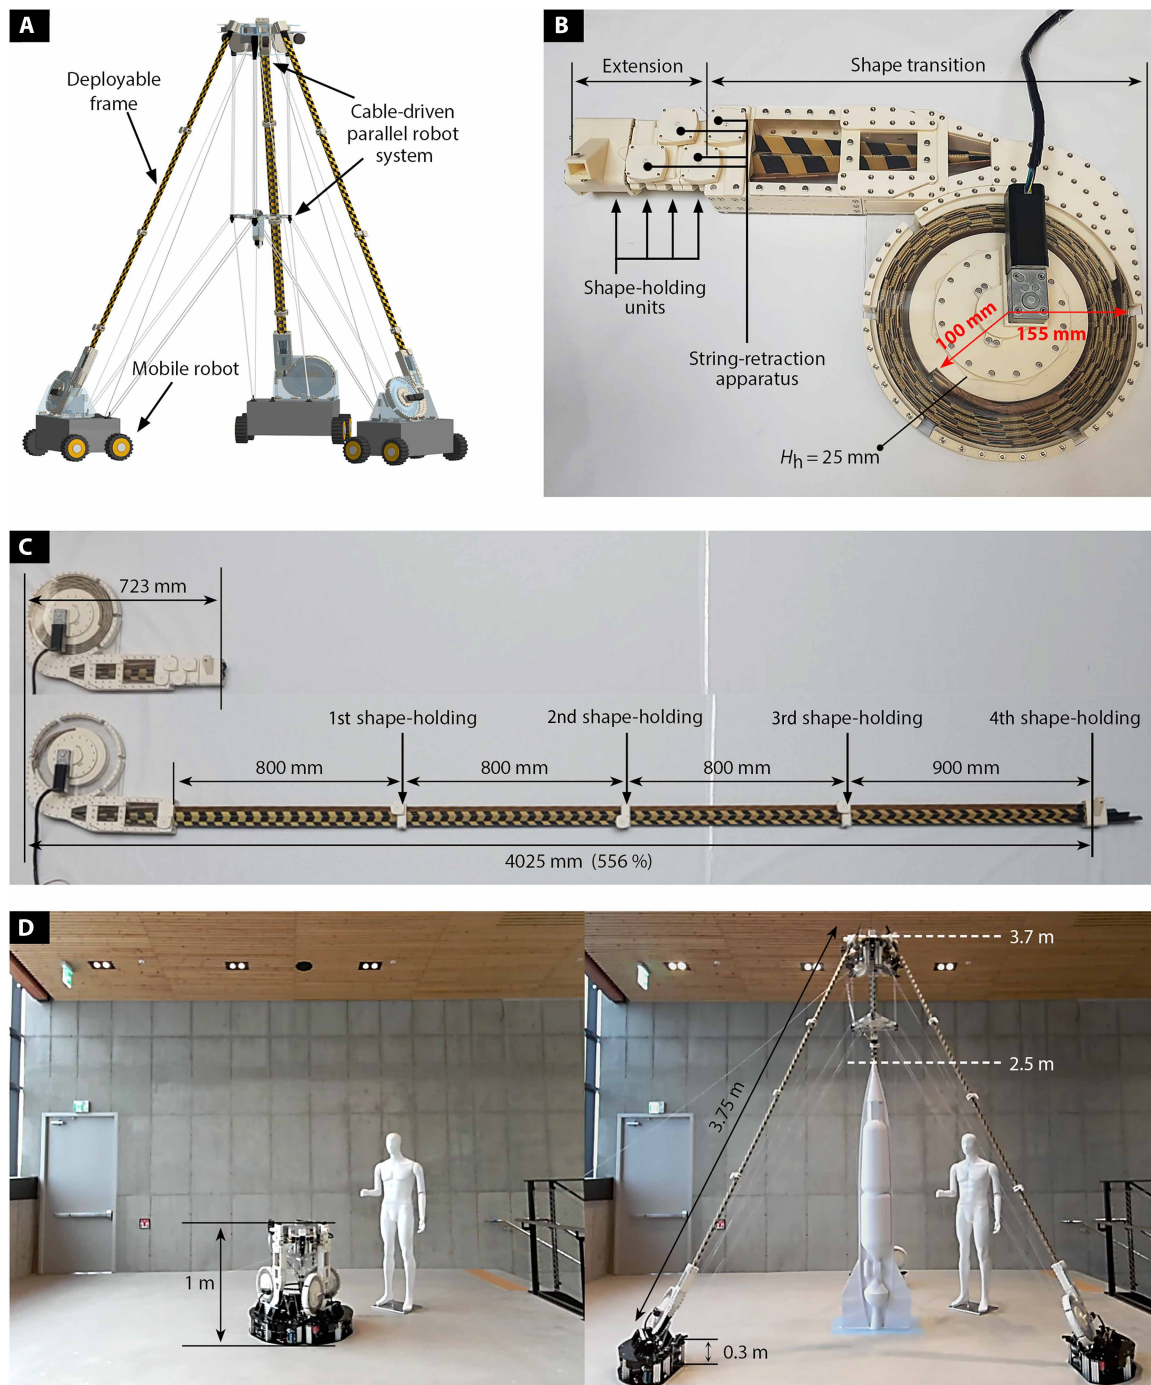 A
Deployable
frame
Cable-driven
parallel robot
system
Mobile robot
B
Extension
Shape transition
Shape-holding
units
String-retraction
apparatus
100 mm
155 mm
Hh = 25 mm
C
723 mm
1st shape-holding
2nd shape-holding
3rd shape-holding
4th shape-holding
800 mm
800 mm
800 mm
900 mm
4025 mm (556 %)
D
1 m
3.7 m
2.5 m
3.75 m
0.3 m